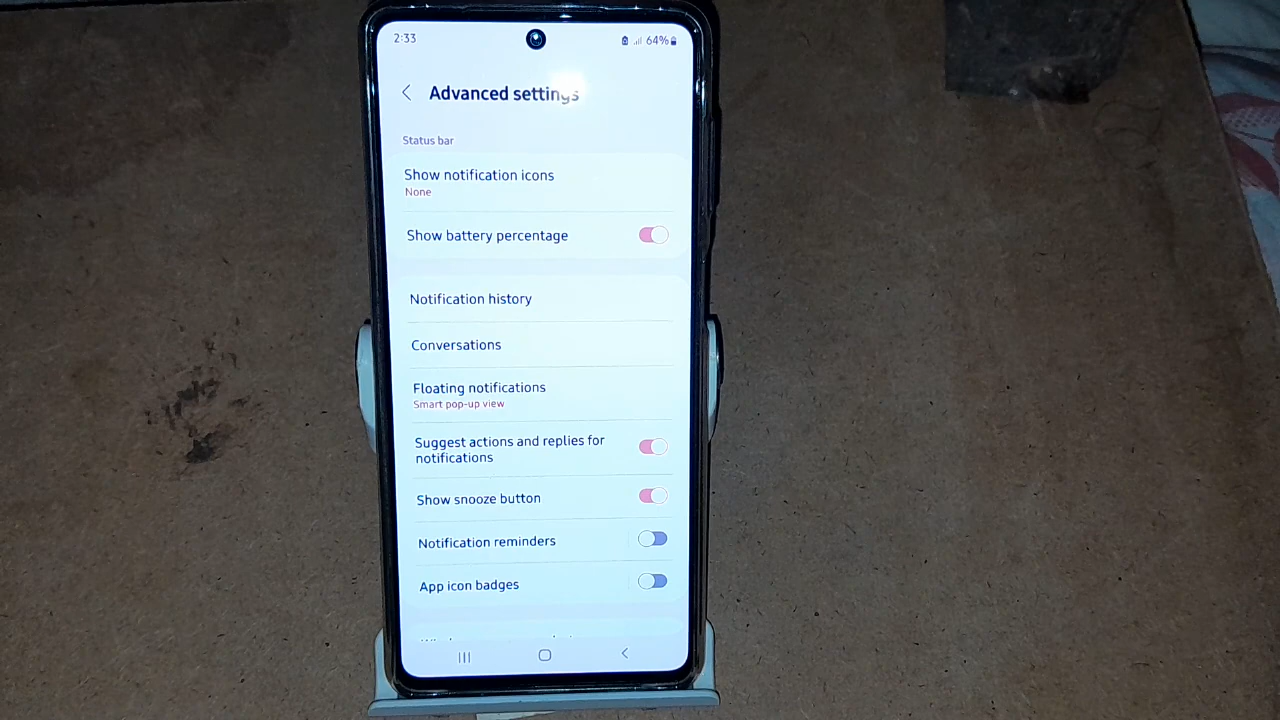 2:33
64%
Advanced settings
Status bar
Show notification icons
None
Show battery percentage
Notification history
Conversations
Floating notifications
Smart pop-up view
Suggest actions and replies for
notifications
Show snooze button
Notification reminders
App icon badges